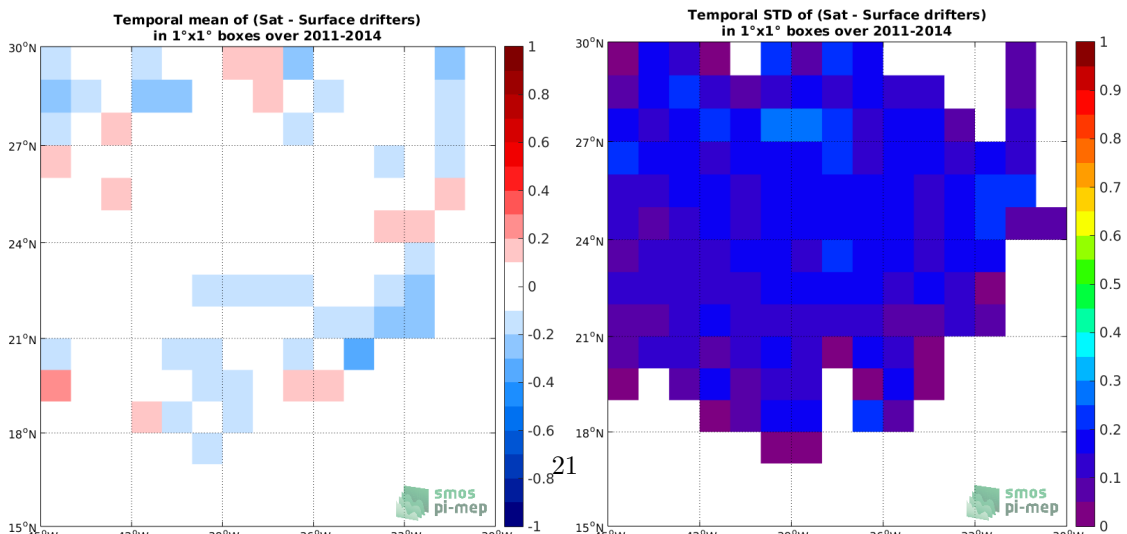 Temporal mean of (Sat - Surface drifters)
in 1°x1° boxes over 2011-2014
30°N
27°N
24°N
21°N
18°N
15°N
1
0.8
0.6
0.4
0.2
0
-0.2
-0.4
-0.6
-0.8
-1
smos
pi-mep
21
Temporal STD of (Sat - Surface drifters)
in 1°x1° boxes over 2011-2014
30°N
27°N
24°N
21°N
18°N
15°N
1
0.9
0.8
0.7
0.6
0.5
0.4
0.3
0.2
0.1
0
smos
pi-mep